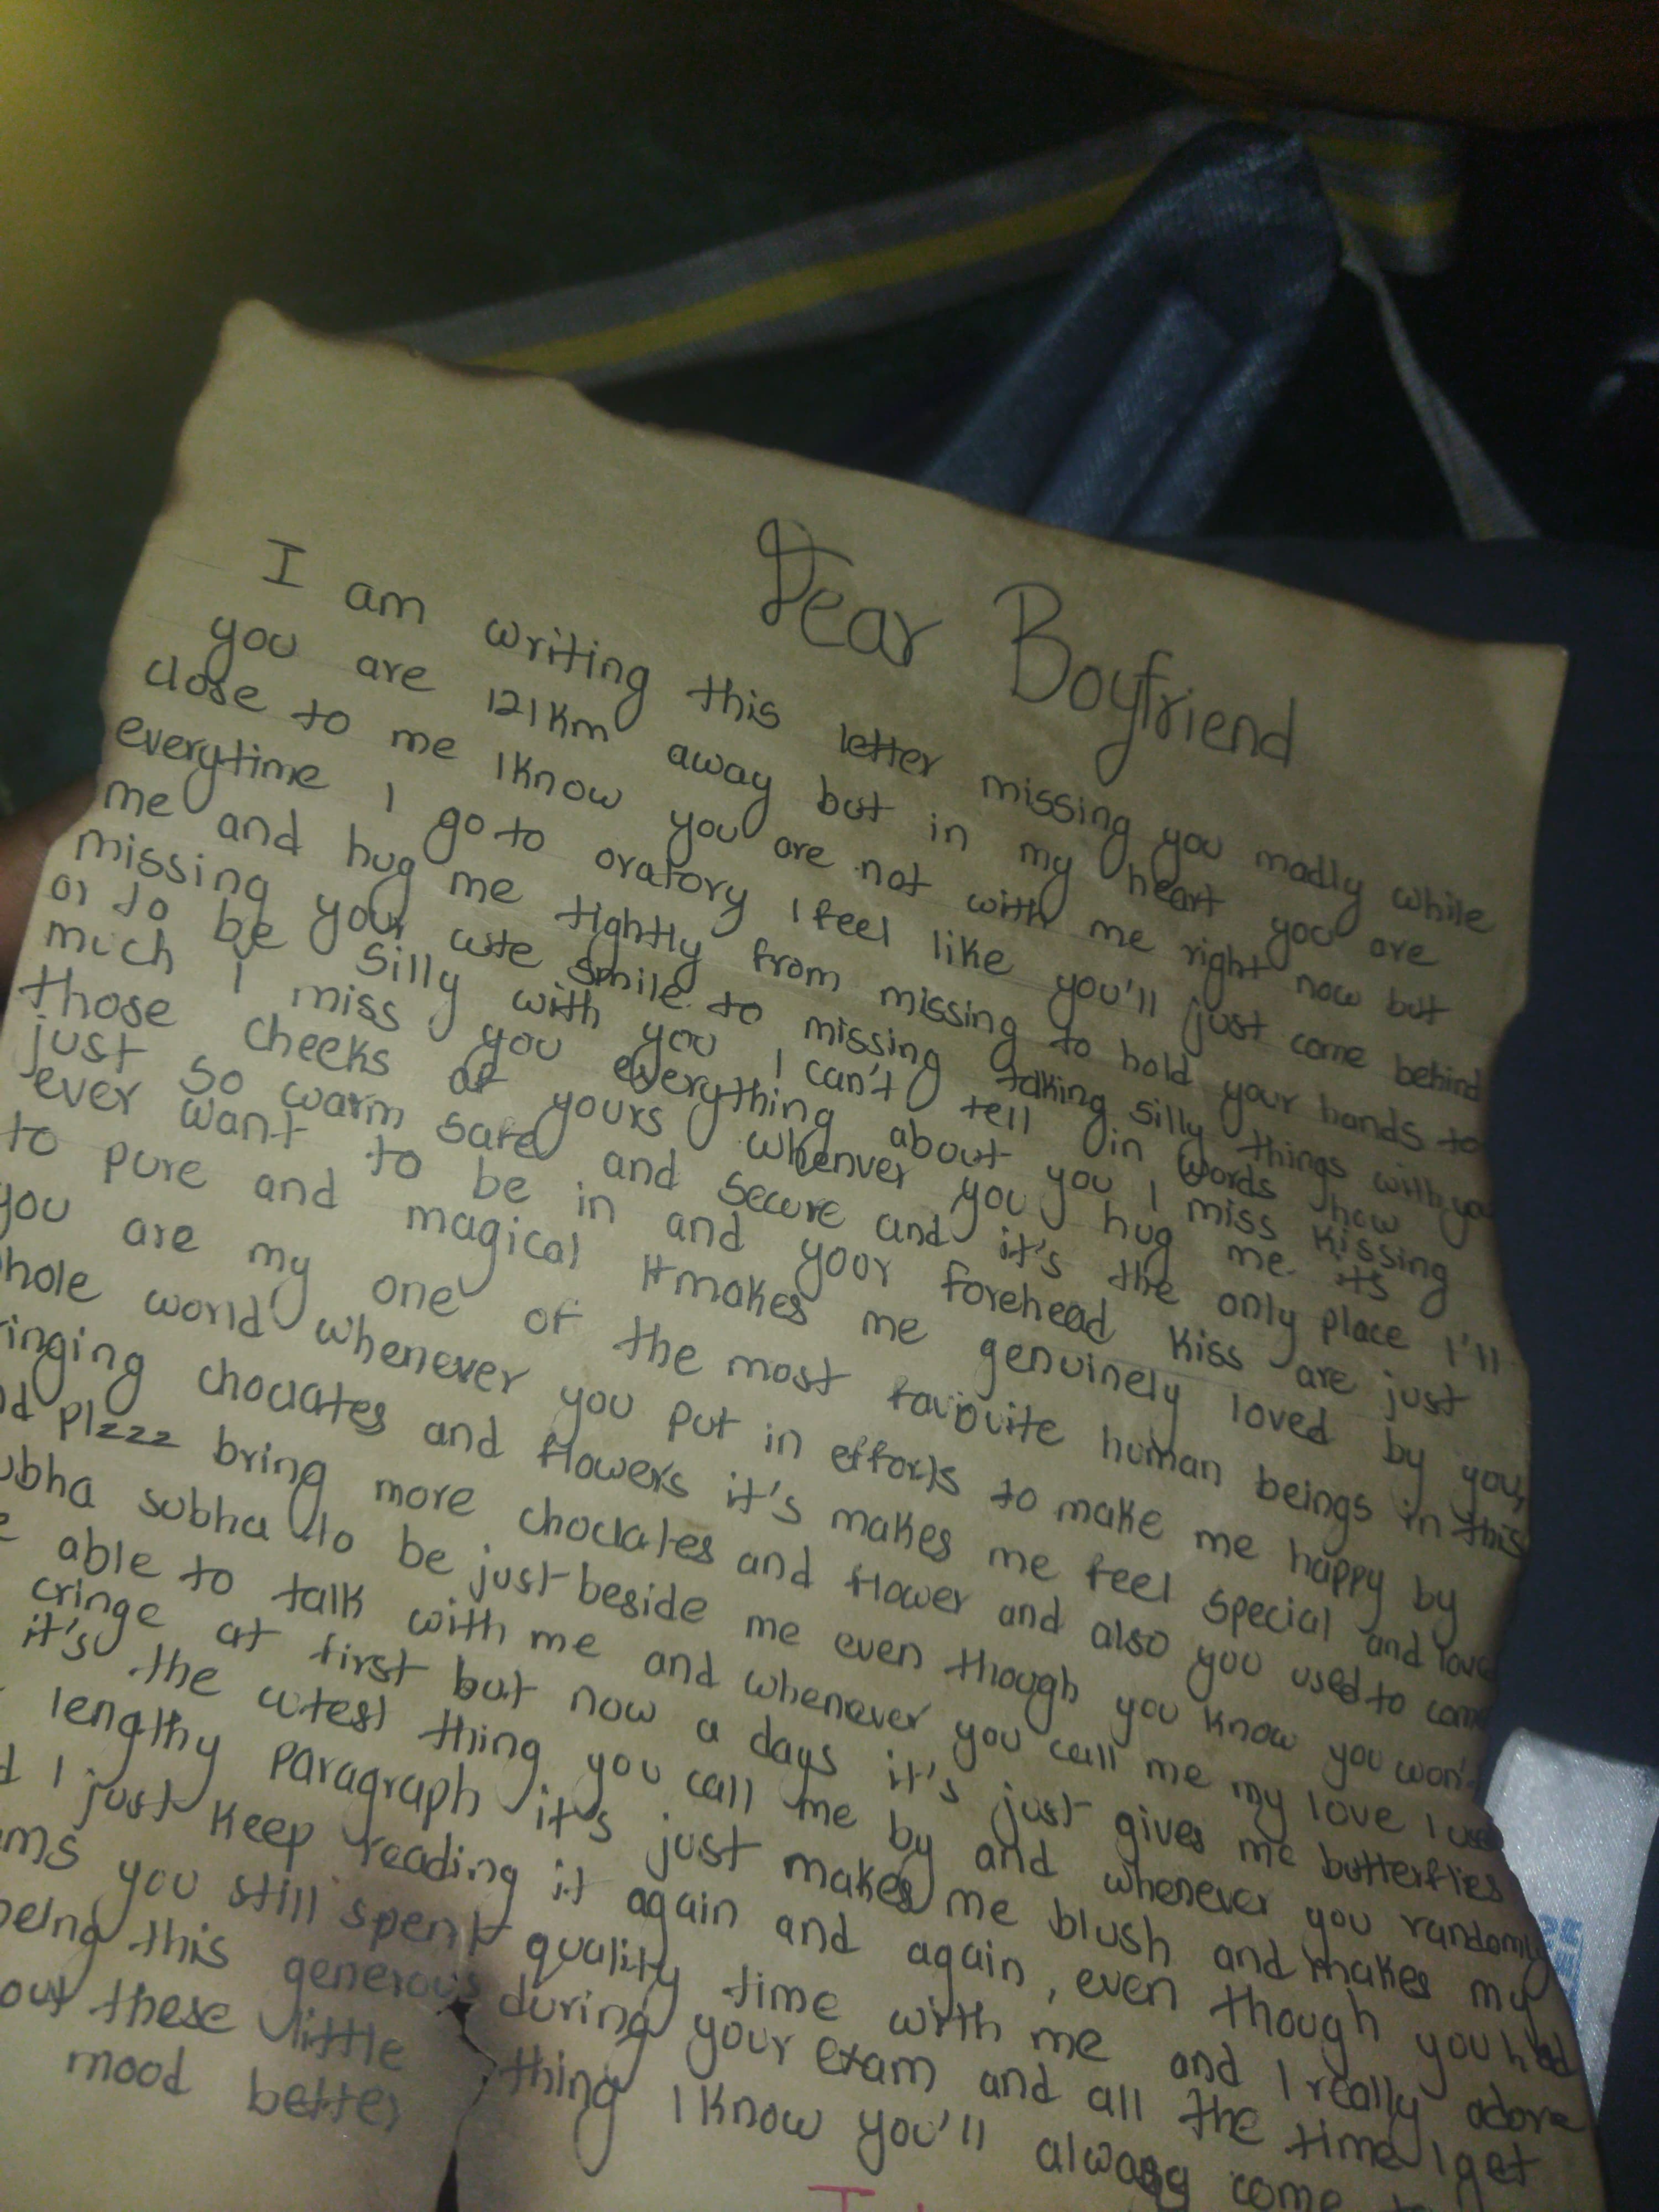 Dear Boyfriend
I am writing this letter missing you madly while
you are 121km away but in my heart you are
close to me I know you are not with me right now but
everytime I go to oratory I feel like you'll just come behind
me and hug me tightly from missing to hold your hands to
missing your cute smile to missing talking silly things with you
or to be silly with you I can't tell in words how
much I miss you everything about you I miss kissing
those cheeks of yours whenver you hug me its
just so warm safe and secure and it's the only place I'll
ever want to be in and your forehead kiss are just
to pure and magical It makes me genuinely loved by you,
you are my one of the most favouite human beings in this
hole world whenever you put in efforts to make me happy by
inging choclates and flowers it's makes me feel special and love
plzzz bring more choclates and flower and also you used to come
subha to be just beside me even though you know you won't
able to talk with me and whenever you call me my love I use
cringe at first but now a days it's just gives me butterflies
it's the cutest thing you call me by and whenever you randomly
lengthy paragraph it's just makes me blush and makes my
I just keep reading it again and again, even though you had
ms you still spent quality time with me and I really adore
being this generous during your exam and all the time I get
out these little thing I know you'll always come
mood better